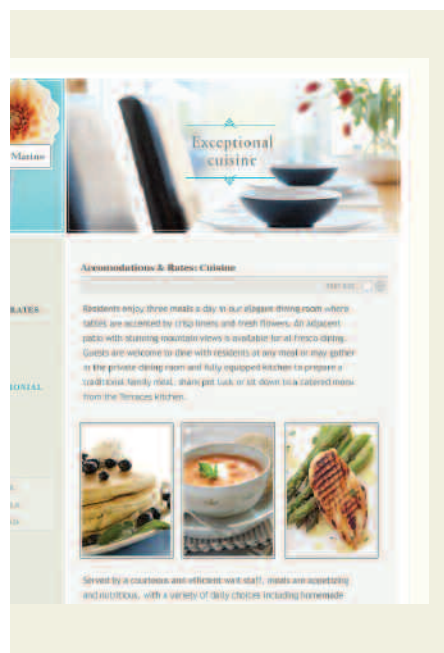 Marino
Exceptional
cuisine
Accomodations & Rates: Cuisine
TEXT SIZE:
RATES
Residents enjoy three meals a day in our elegant dining room where
tables are accented by crisp linens and fresh flowers. An adjacent
patio with stunning mountain views is available for al fresco dining.
Guests are welcome to dine with residents at any meal or may gather
in the private dining room and fully equipped kitchen to prepare a
traditional family meal, share pot luck or sit down to a catered menu
from the Terraces kitchen.
MONIAL
Served by a courteous and efficient wait staff, meals are appetizing
and nutritious, with a variety of daily choices including homemade